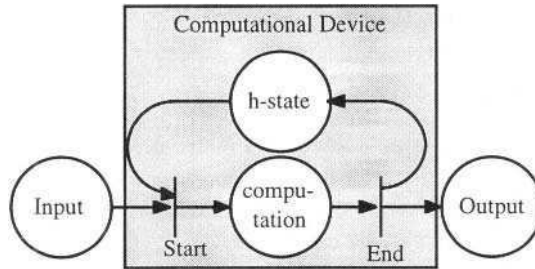 Computational Device
h-state
Input
compu-
tation
Output
Start
End